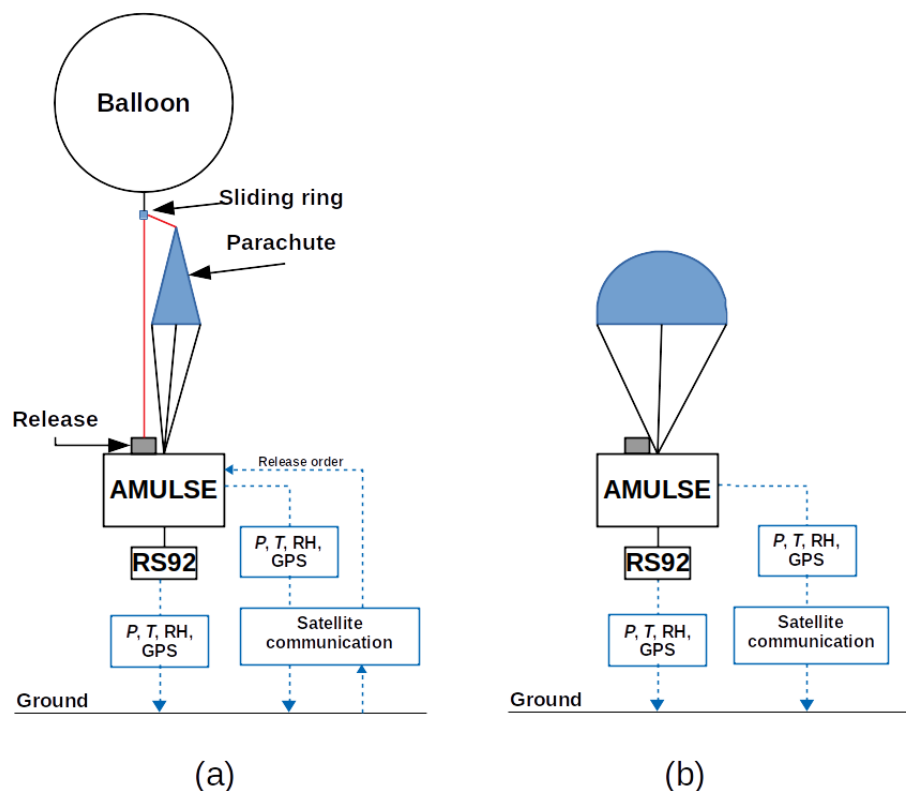 Balloon
Sliding ring
Parachute
Release
Release order
AMULSE
P, T, RH,
GPS
RS92
P, T, RH,
GPS
Satellite
communication
Ground
(a)
AMULSE
P, T, RH,
GPS
RS92
P, T, RH,
GPS
Satellite
communication
Ground
(b)